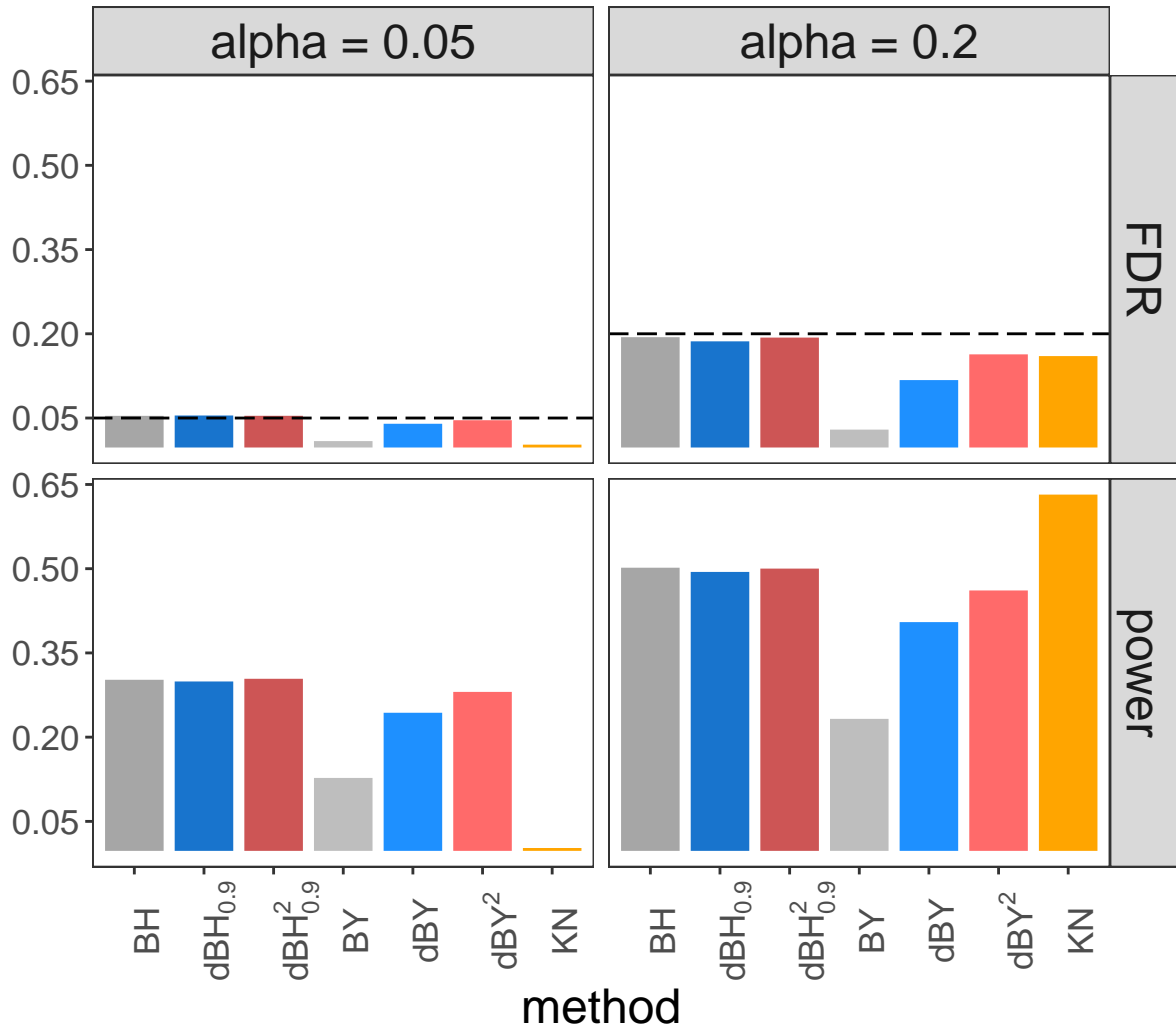 alpha = 0.05
alpha = 0.2
0.65
0.50
0.35
0.20
0.05
FDR
0.65
0.50
0.35
0.20
0.05
power
BH
dBH₀.₉
dBH²₀.₉
BY
dBY
dBY²
KN
BH
dBH₀.₉
dBH²₀.₉
BY
dBY
dBY²
KN
method